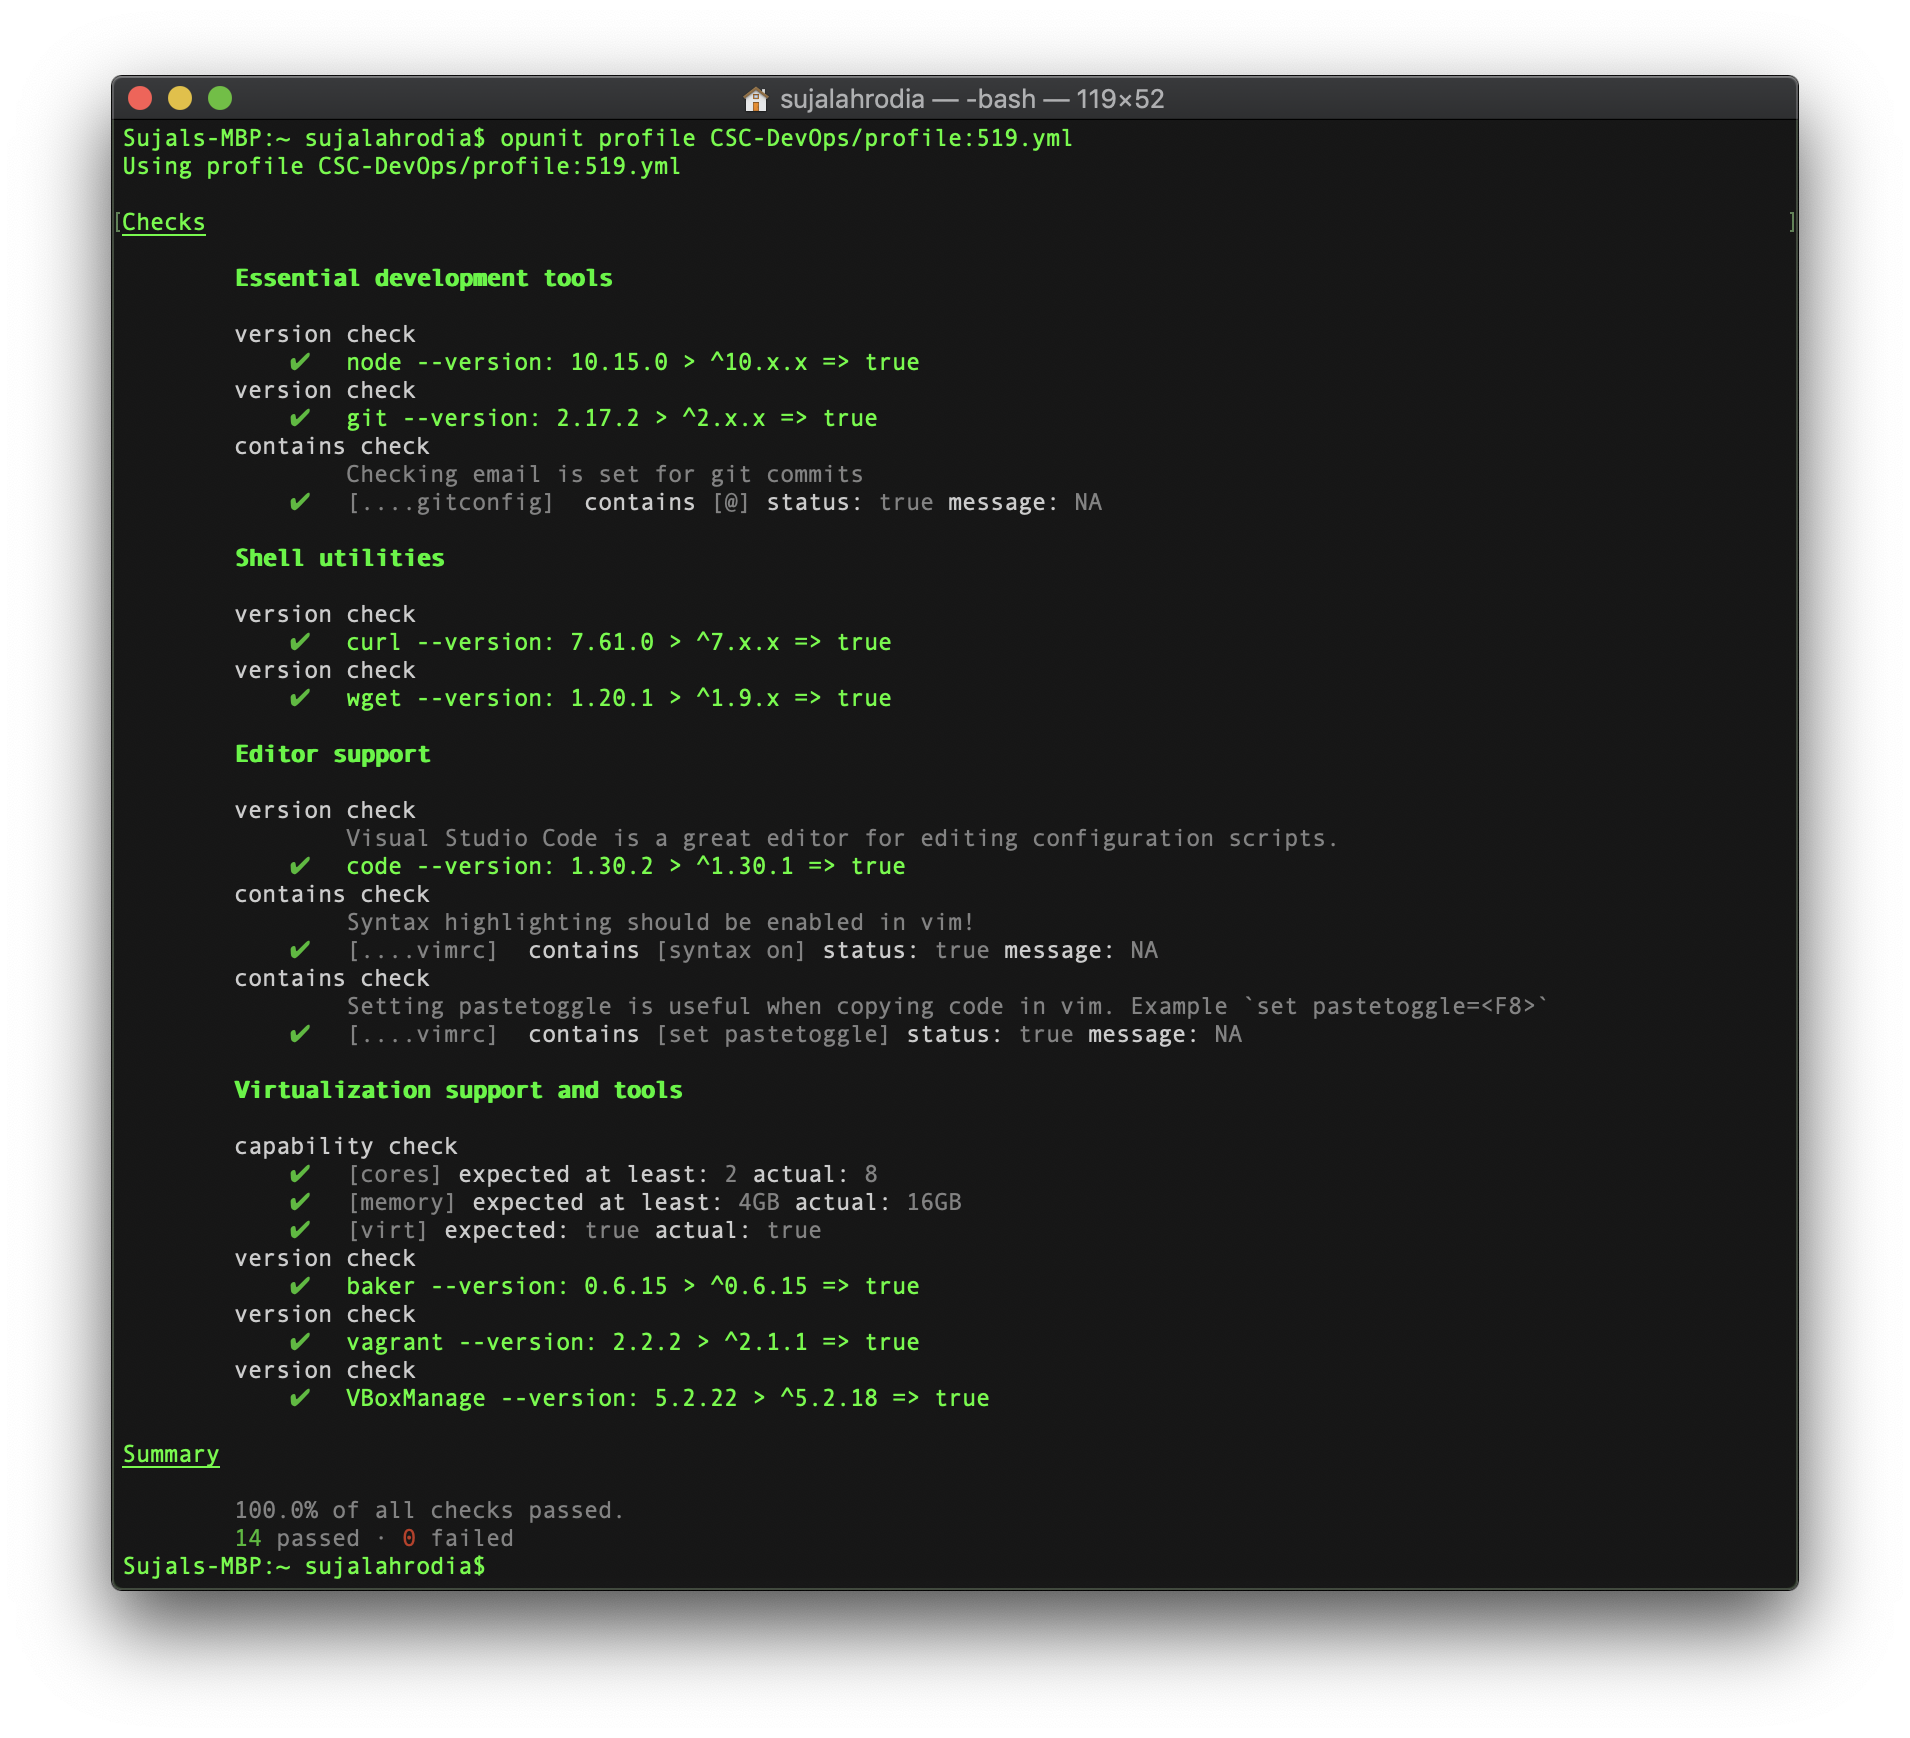 sujalahrodia — -bash — 119×52
Sujals-MBP:~ sujalahrodia$ opunit profile CSC-DevOps/profile:519.yml
Using profile CSC-DevOps/profile:519.yml
[Checks]
Essential development tools
version check
✔ node --version: 10.15.0 > ^10.x.x => true
version check
✔ git --version: 2.17.2 > ^2.x.x => true
contains check
Checking email is set for git commits
✔ [....gitconfig]  contains [@] status: true message: NA
Shell utilities
version check
✔ curl --version: 7.61.0 > ^7.x.x => true
version check
✔ wget --version: 1.20.1 > ^1.9.x => true
Editor support
version check
Visual Studio Code is a great editor for editing configuration scripts.
✔ code --version: 1.30.2 > ^1.30.1 => true
contains check
Syntax highlighting should be enabled in vim!
✔ [....vimrc]  contains [syntax on] status: true message: NA
contains check
Setting pastetoggle is useful when copying code in vim. Example `set pastetoggle=<F8>`
✔ [....vimrc]  contains [set pastetoggle] status: true message: NA
Virtualization support and tools
capability check
✔ [cores] expected at least: 2 actual: 8
✔ [memory] expected at least: 4GB actual: 16GB
✔ [virt] expected: true actual: true
version check
✔ baker --version: 0.6.15 > ^0.6.15 => true
version check
✔ vagrant --version: 2.2.2 > ^2.1.1 => true
version check
✔ VBoxManage --version: 5.2.22 > ^5.2.18 => true
Summary
100.0% of all checks passed.
14 passed · 0 failed
Sujals-MBP:~ sujalahrodia$